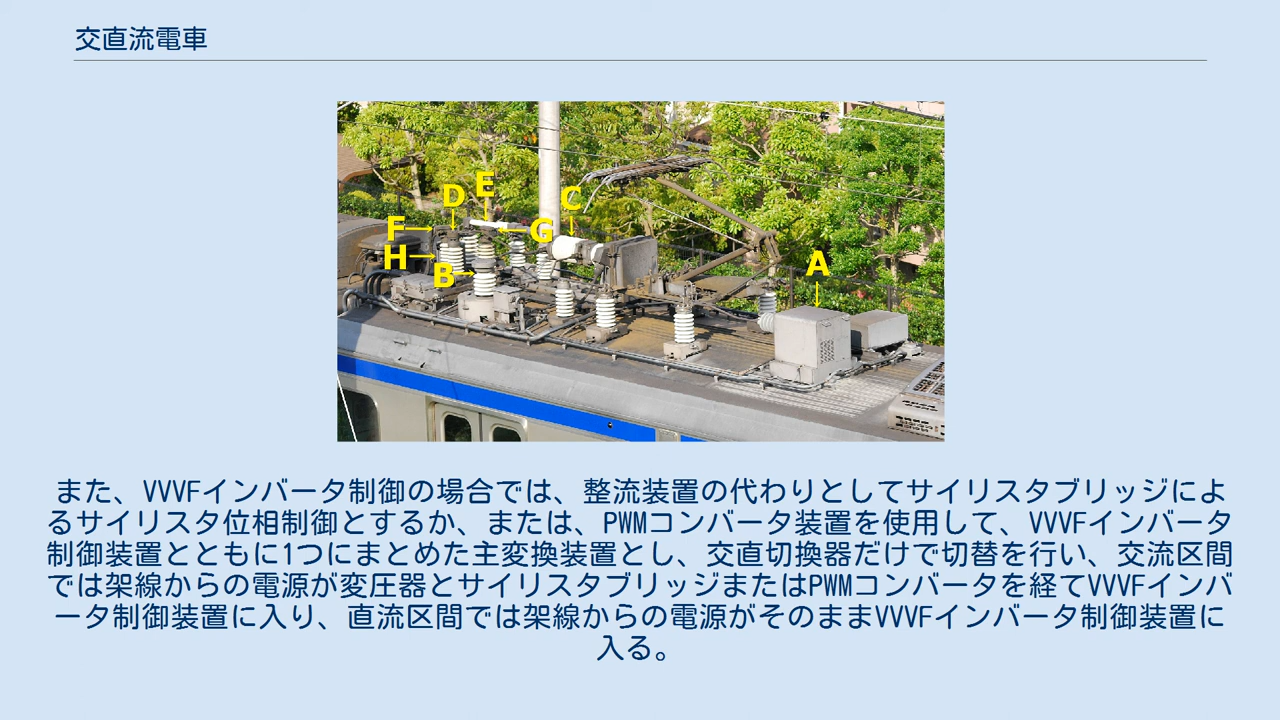 交直流電車
E
D
C
F
G
H
B
A
また、VVVFインバータ制御の場合では、整流装置の代わりとしてサイリスタブリッジによ
るサイリスタ位相制御とするか、または、PWMコンバータ装置を使用して、VVVFインバータ
制御装置とともに1つにまとめた主変換装置とし、交直切換器だけで切替を行い、交流区間
では架線からの電源が変圧器とサイリスタブリッジまたはPWMコンバータを経てVVVFインバ
ータ制御装置に入り、直流区間では架線からの電源がそのままVVVFインバータ制御装置に
入る。